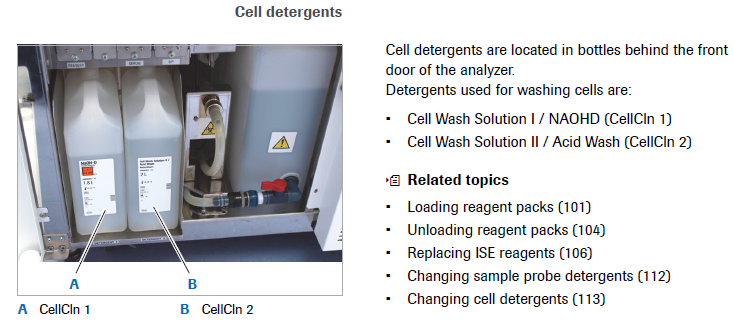 Cell detergents
A
B
A CellCln 1
B CellCln 2
Cell detergents are located in bottles behind the front
door of the analyzer.
Detergents used for washing cells are:
▪ Cell Wash Solution I / NAOHD (CellCln 1)
▪ Cell Wash Solution II / Acid Wash (CellCln 2)
Related topics
▪ Loading reagent packs (101)
▪ Unloading reagent packs (104)
▪ Replacing ISE reagents (106)
▪ Changing sample probe detergents (112)
▪ Changing cell detergents (113)